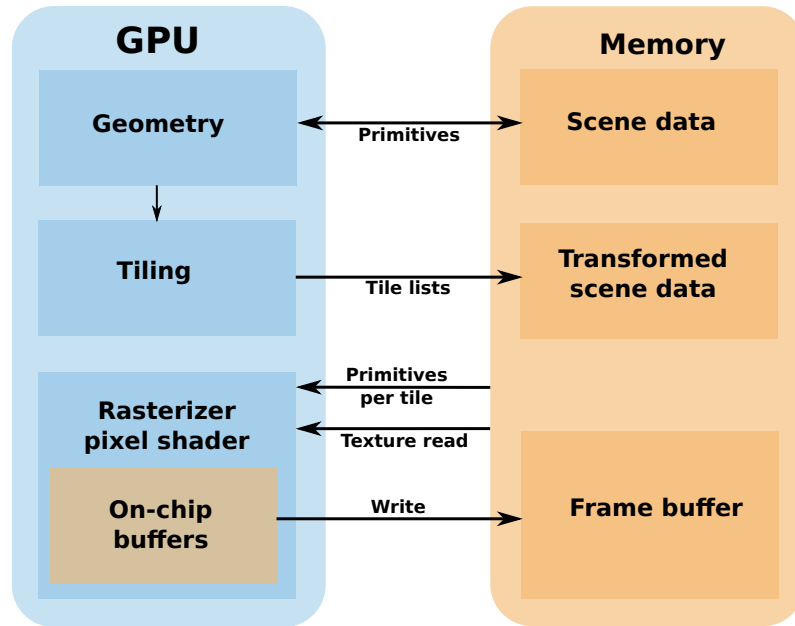 GPU
Memory
Geometry
Primitives
Scene data
Tiling
Tile lists
Transformed
scene data
Primitives
per tile
Rasterizer
pixel shader
Texture read
On-chip
buffers
Write
Frame buffer